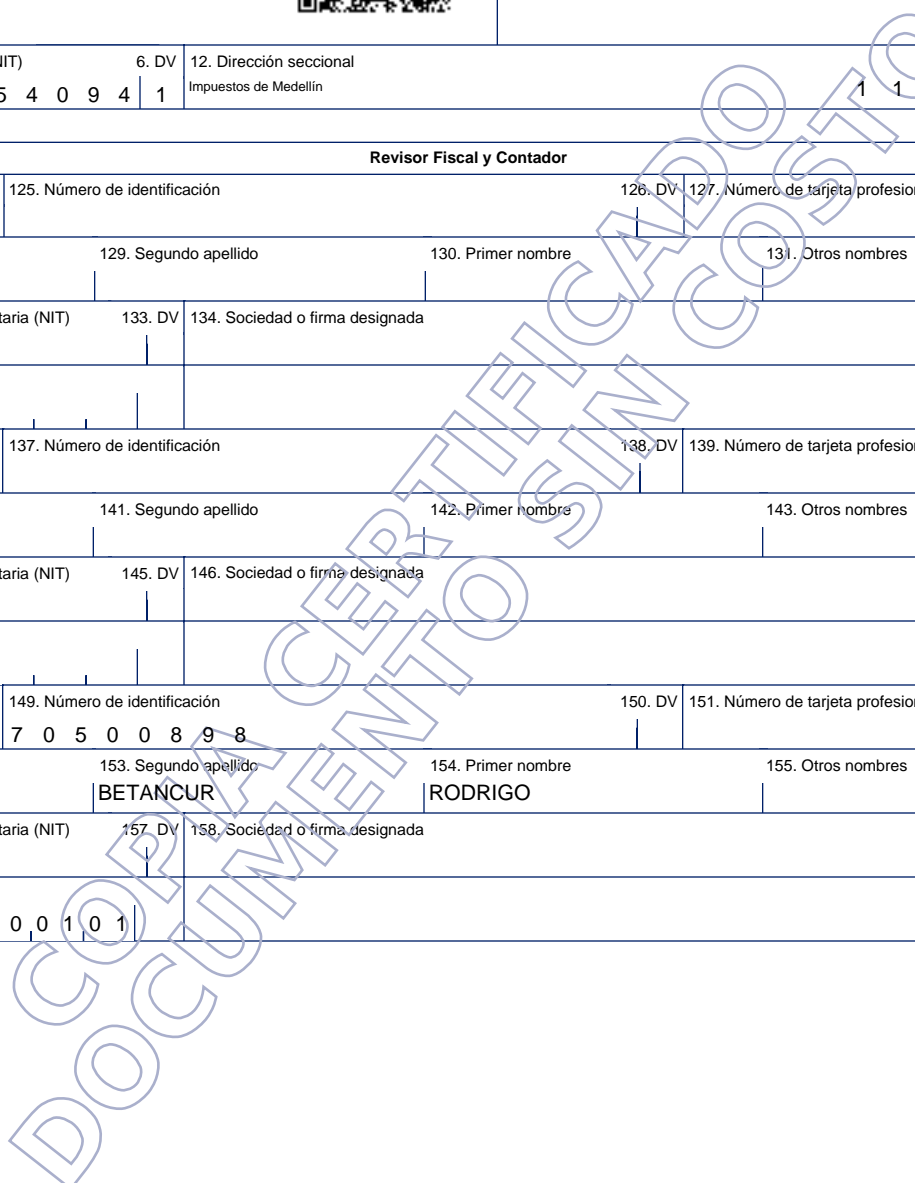 NIT) 6. DV 12. Dirección seccional
5 4 0 9 4 1 Impuestos de Medellín 1 1
Revisor Fiscal y Contador
125. Número de identificación 126. DV 127. Número de tarjeta profesion
129. Segundo apellido 130. Primer nombre 131. Otros nombres
taria (NIT) 133. DV 134. Sociedad o firma designada
137. Número de identificación 138. DV 139. Número de tarjeta profesion
141. Segundo apellido 142. Primer nombre 143. Otros nombres
taria (NIT) 145. DV 146. Sociedad o firma designada
149. Número de identificación 150. DV 151. Número de tarjeta profesion
7 0 5 0 0 8 9 8
153. Segundo apellido 154. Primer nombre 155. Otros nombres
BETANCUR RODRIGO
taria (NIT) 157. DV 158. Sociedad o firma designada
0 0 1 0 1
COPIA CERTIFICADO
DOCUMENTO SIN COSTO